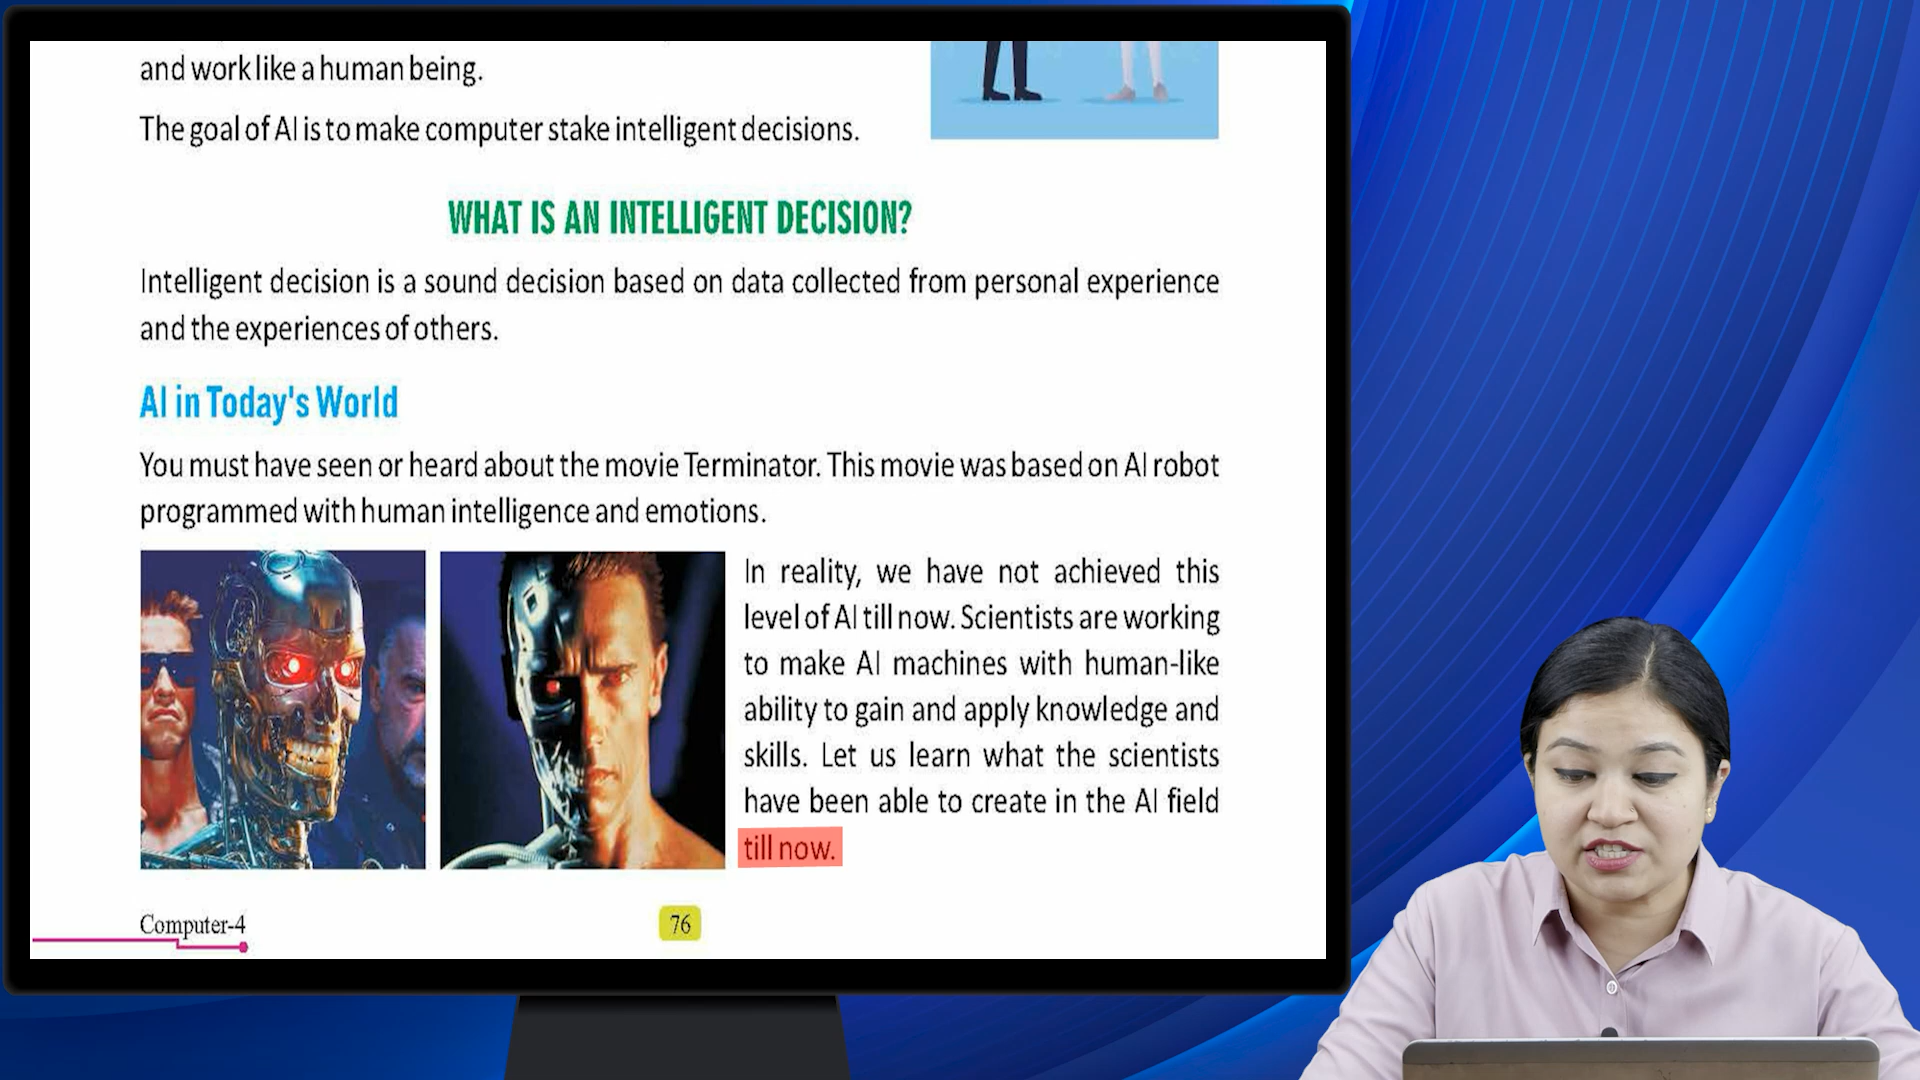 and work like a human being.
The goal of AI is to make computer stake intelligent decisions.
WHAT IS AN INTELLIGENT DECISION?
Intelligent decision is a sound decision based on data collected from personal experience
and the experiences of others.
AI in Today's World
You must have seen or heard about the movie Terminator. This movie was based on AI robot
programmed with human intelligence and emotions.
In reality, we have not achieved this
level of AI till now. Scientists are working
to make AI machines with human-like
ability to gain and apply knowledge and
skills. Let us learn what the scientists
have been able to create in the AI field
till now.
Computer-4
76